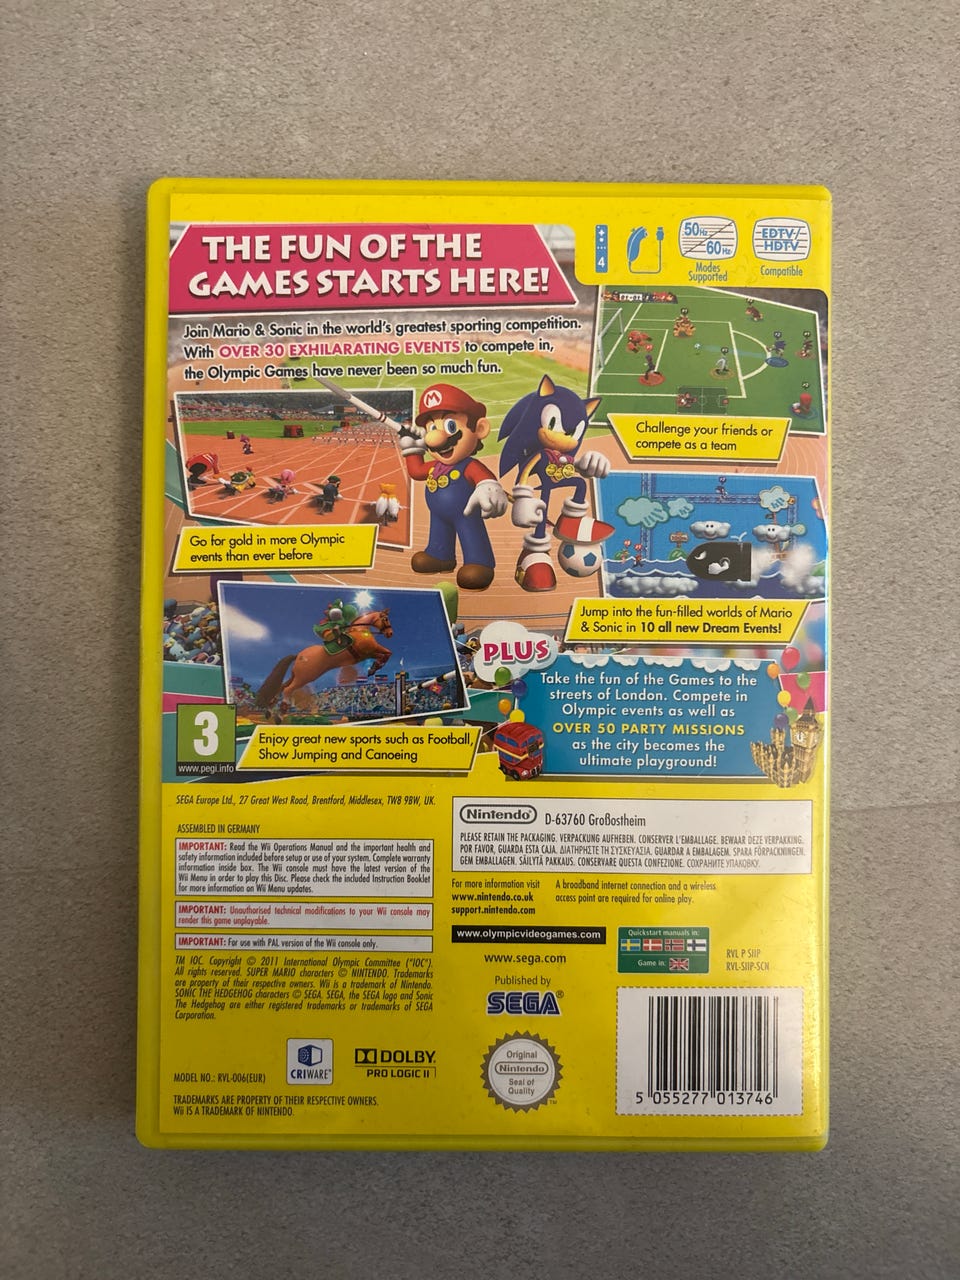 THE FUN OF THE
GAMES STARTS HERE!
4
50Hz
60Hz
Modes
Supported
EDTV/
HDTV
Compatible
Join Mario & Sonic in the world's greatest sporting competition.
With OVER 30 EXHILARATING EVENTS to compete in,
the Olympic Games have never been so much fun.
Challenge your friends or
compete as a team
Go for gold in more Olympic
events than ever before
Jump into the fun-filled worlds of Mario
& Sonic in 10 all new Dream Events!
PLUS
Take the fun of the Games to the
streets of London. Compete in
Olympic events as well as
OVER 50 PARTY MISSIONS
as the city becomes the
ultimate playground!
3
www.pegi.info
Enjoy great new sports such as Football,
Show Jumping and Canoeing
SEGA Europe Ltd., 27 Great West Road, Brentford, Middlesex, TW8 9BW, UK.
ASSEMBLED IN GERMANY
IMPORTANT: Read the Wii Operations Manual and the important health and
safety information included before setup or use of your system. Complete warranty
information inside box. The Wii console must have the latest version of the
Wii Menu in order to play this Disc. Please check the included Instruction Booklet
for more information on Wii Menu updates.
IMPORTANT: Unauthorised technical modifications to your Wii console may
render this game unplayable.
IMPORTANT: For use with PAL version of the Wii console only.
TM IOC. Copyright © 2011 International Olympic Committee ("IOC").
All rights reserved. SUPER MARIO characters © NINTENDO. Trademarks
are property of their respective owners. Wii is a trademark of Nintendo.
SONIC THE HEDGEHOG characters © SEGA. SEGA, the SEGA logo and Sonic
The Hedgehog are either registered trademarks or trademarks of SEGA
Corporation.
Nintendo® D-63760 Großostheim
PLEASE RETAIN THE PACKAGING. VERPACKUNG AUFHEBEN. CONSERVER L'EMBALLAGE. BEWAAR DEZE VERPAKKING.
POR FAVOR, GUARDA ESTA CAJA. ΔΙΑΤΗΡΗΣΤΕ ΤΗ ΣΥΣΚΕΥΑΣΙΑ. GUARDAR A EMBALAGEM. SPARA FÖRPACKNINGEN.
GEM EMBALLAGEN. SÄILYTÄ PAKKAUS. CONSERVARE QUESTA CONFEZIONE. СОХРАНИТЕ УПАКОВКУ.
For more information visit
www.nintendo.co.uk
support.nintendo.com
A broadband internet connection and a wireless
access point are required for online play.
www.olympicvideogames.com
www.sega.com
Published by
SEGA®
Quickstart manuals in:
Game in:
RVL P SIIP
RVL-SIIP-SCN
CRIWARE™
DOLBY
PRO LOGIC II
Original
Nintendo
Seal of
Quality
TM
MODEL NO.: RVL-006(EUR)
TRADEMARKS ARE PROPERTY OF THEIR RESPECTIVE OWNERS.
Wii IS A TRADEMARK OF NINTENDO.
5 055277 013746